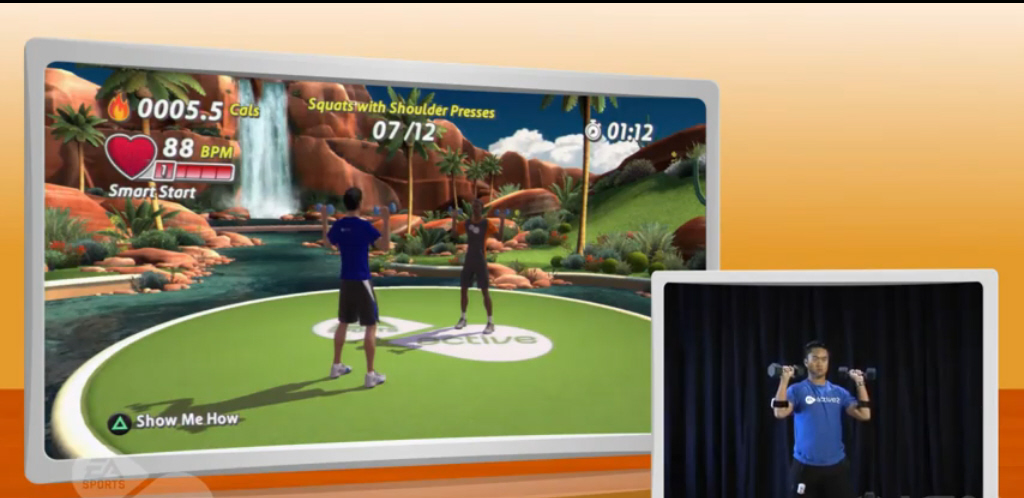 0005.5 Cals
Squats with Shoulder Presses
07/12
01:12
88 BPM
1
Smart Start
active
Show Me How
EA
SPORTS